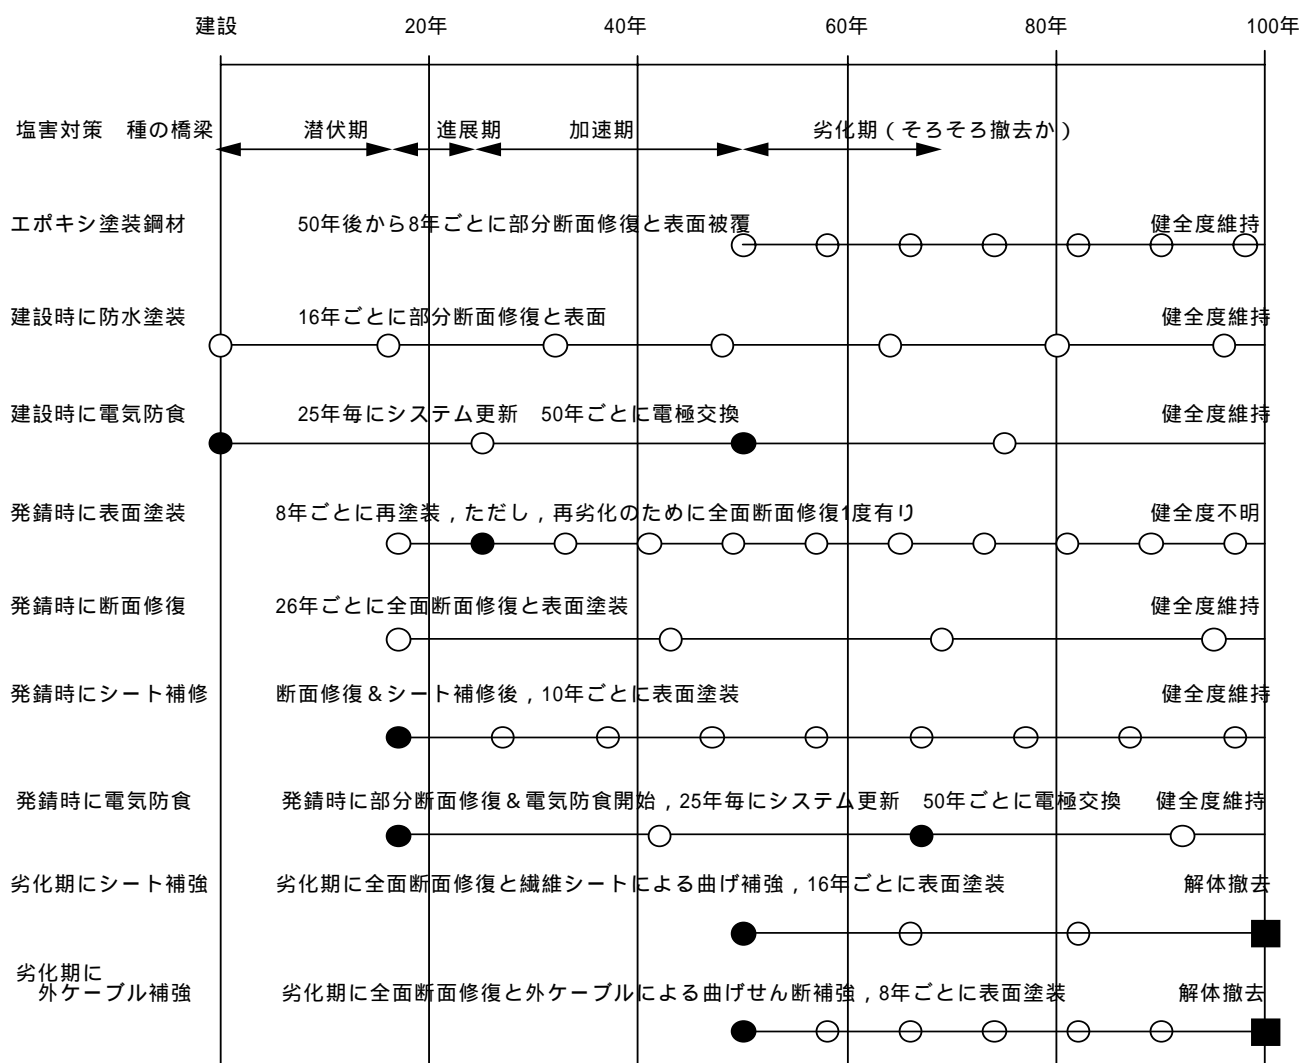 建設 20年 40年 60年 80年 100年
塩害対策 種の橋梁 潜伏期 進展期 加速期 劣化期（そろそろ撤去か）
エポキシ塗装鋼材 50年後から8年ごとに部分断面修復と表面被覆 健全度維持
建設時に防水塗装 16年ごとに部分断面修復と表面 健全度維持
建設時に電気防食 25年毎にシステム更新 50年ごとに電極交換 健全度維持
発錆時に表面塗装 8年ごとに再塗装，ただし，再劣化のために全面断面修復1度有り 健全度不明
発錆時に断面修復 26年ごとに全面断面修復と表面塗装 健全度維持
発錆時にシート補修 断面修復＆シート補修後，10年ごとに表面塗装 健全度維持
発錆時に電気防食 発錆時に部分断面修復＆電気防食開始，25年毎にシステム更新 50年ごとに電極交換 健全度維持
劣化期にシート補強 劣化期に全面断面修復と繊維シートによる曲げ補強，16年ごとに表面塗装 解体撤去
劣化期に
外ケーブル補強 劣化期に全面断面修復と外ケーブルによる曲げせん断補強，8年ごとに表面塗装 解体撤去